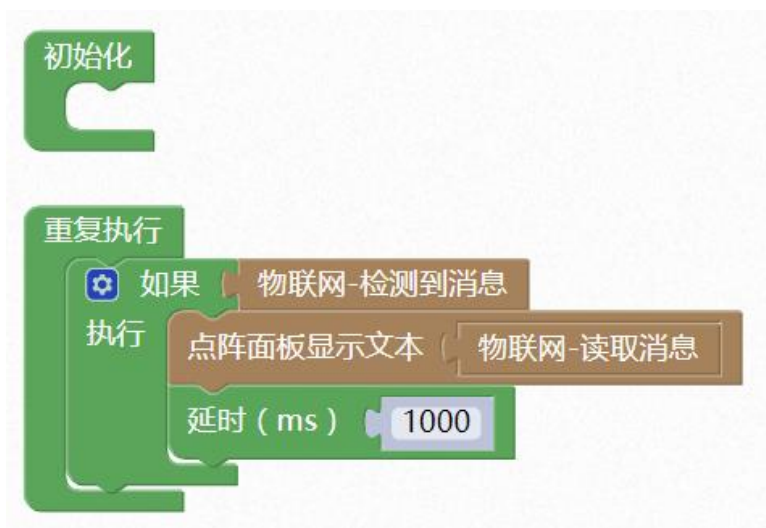 初始化
重复执行
如果 物联网-检测到消息
执行 点阵面板显示文本 物联网-读取消息
延时（ms） 1000